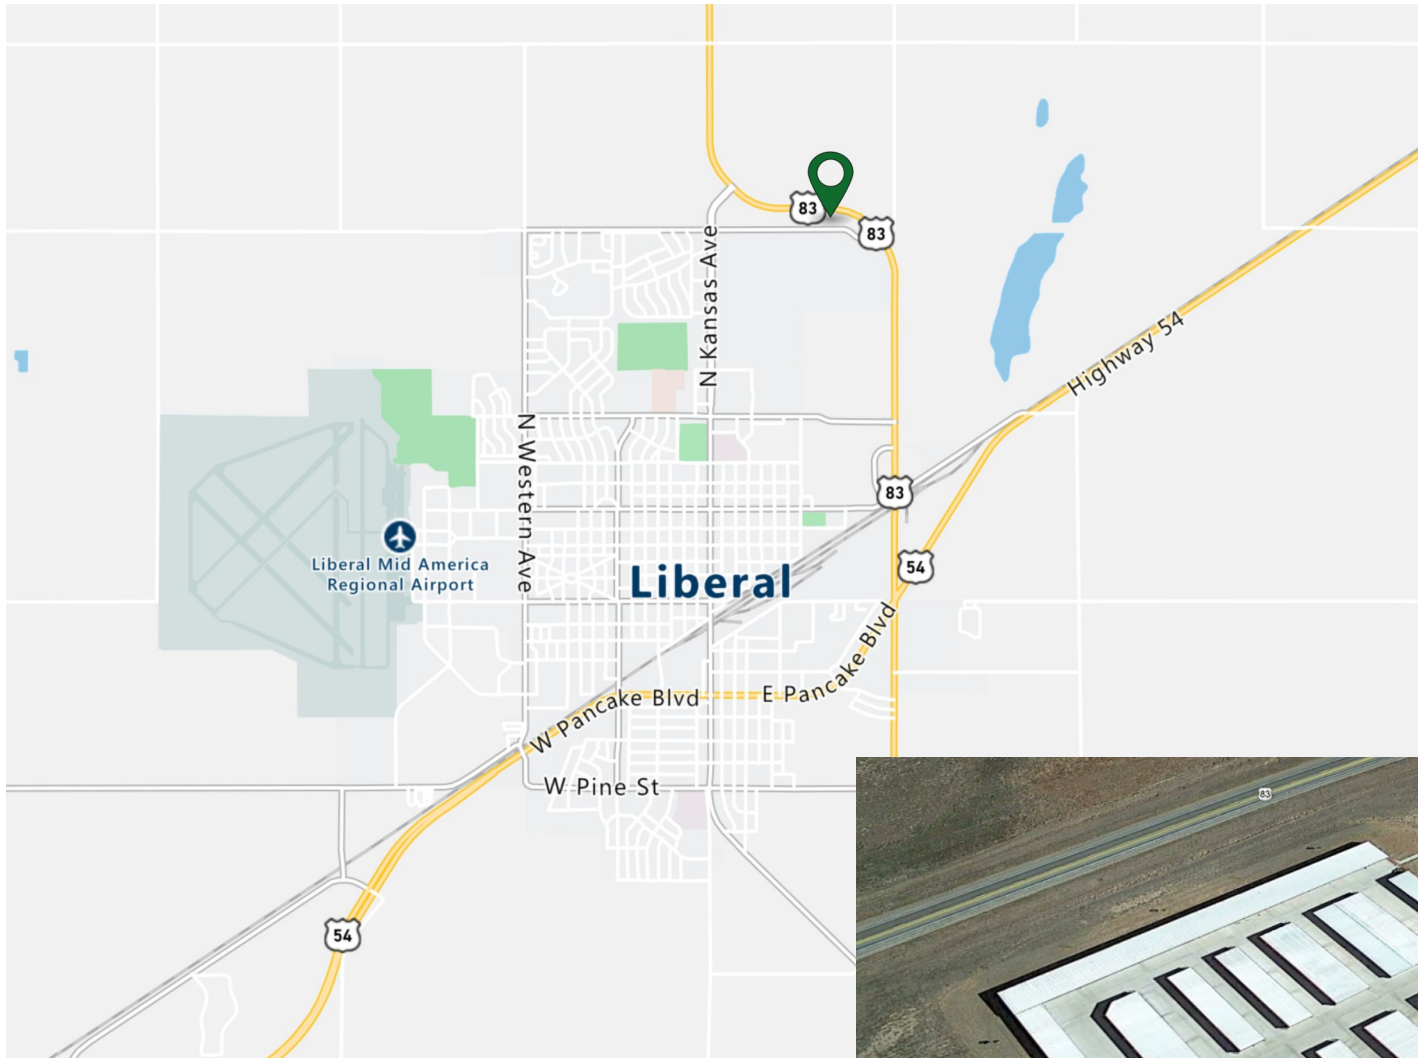 83
83
N Kansas Ave
Highway 54
N Western Ave
83
Liberal Mid America
Regional Airport
Liberal
54
E Pancake Blvd
W Pancake Blvd
W Pine St
83
54